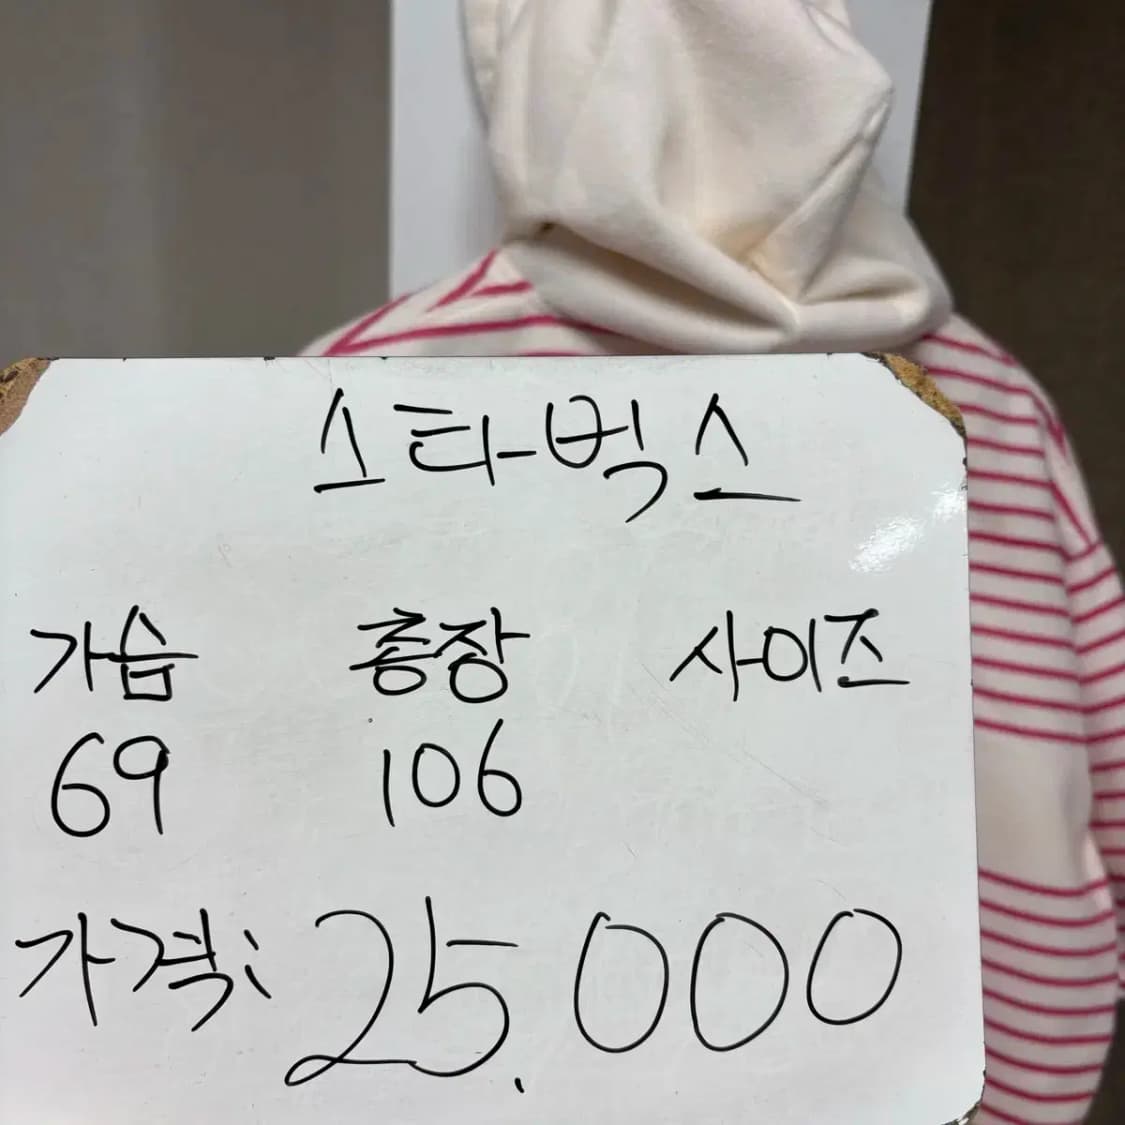 스타벅스
가슴 총장 사이즈
69 106
가격: 25,000